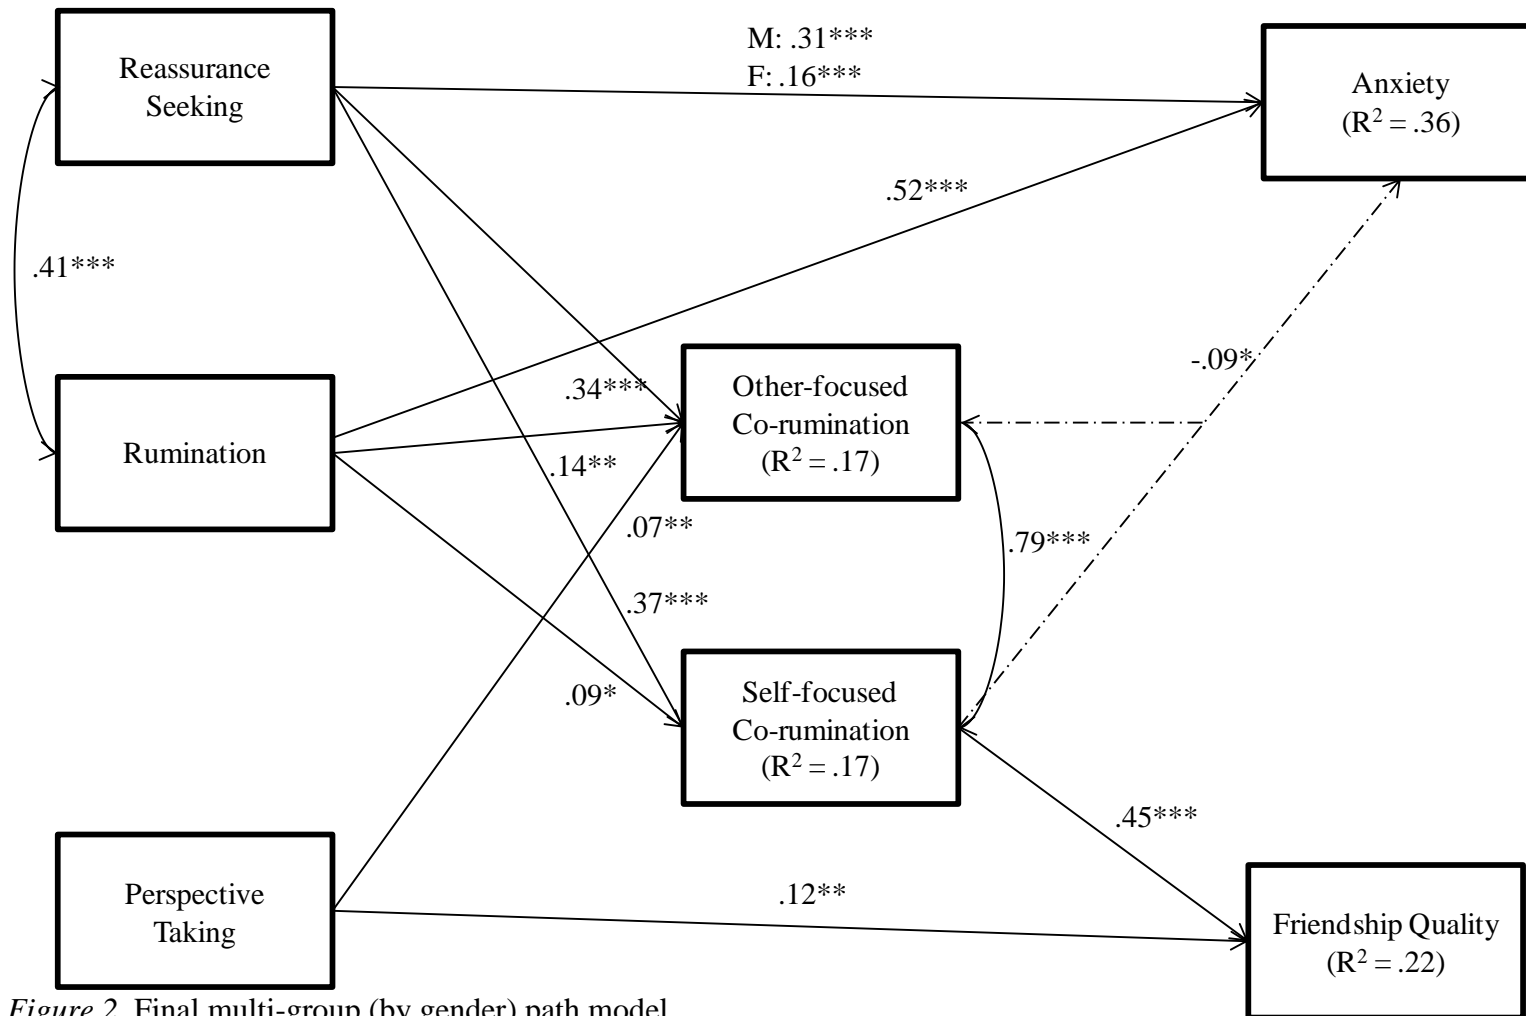 Reassurance
Seeking
M: .31***
F: .16***
Anxiety
(R² = .36)
.52***
.41***
-.09*
Rumination
.34***
Other-focused
Co-rumination
(R² = .17)
.14**
.07**
.79***
.37***
.09*
Self-focused
Co-rumination
(R² = .17)
.45***
Perspective
Taking
.12**
Friendship Quality
(R² = .22)
Figure 2. Final multi-group (by gender) path model